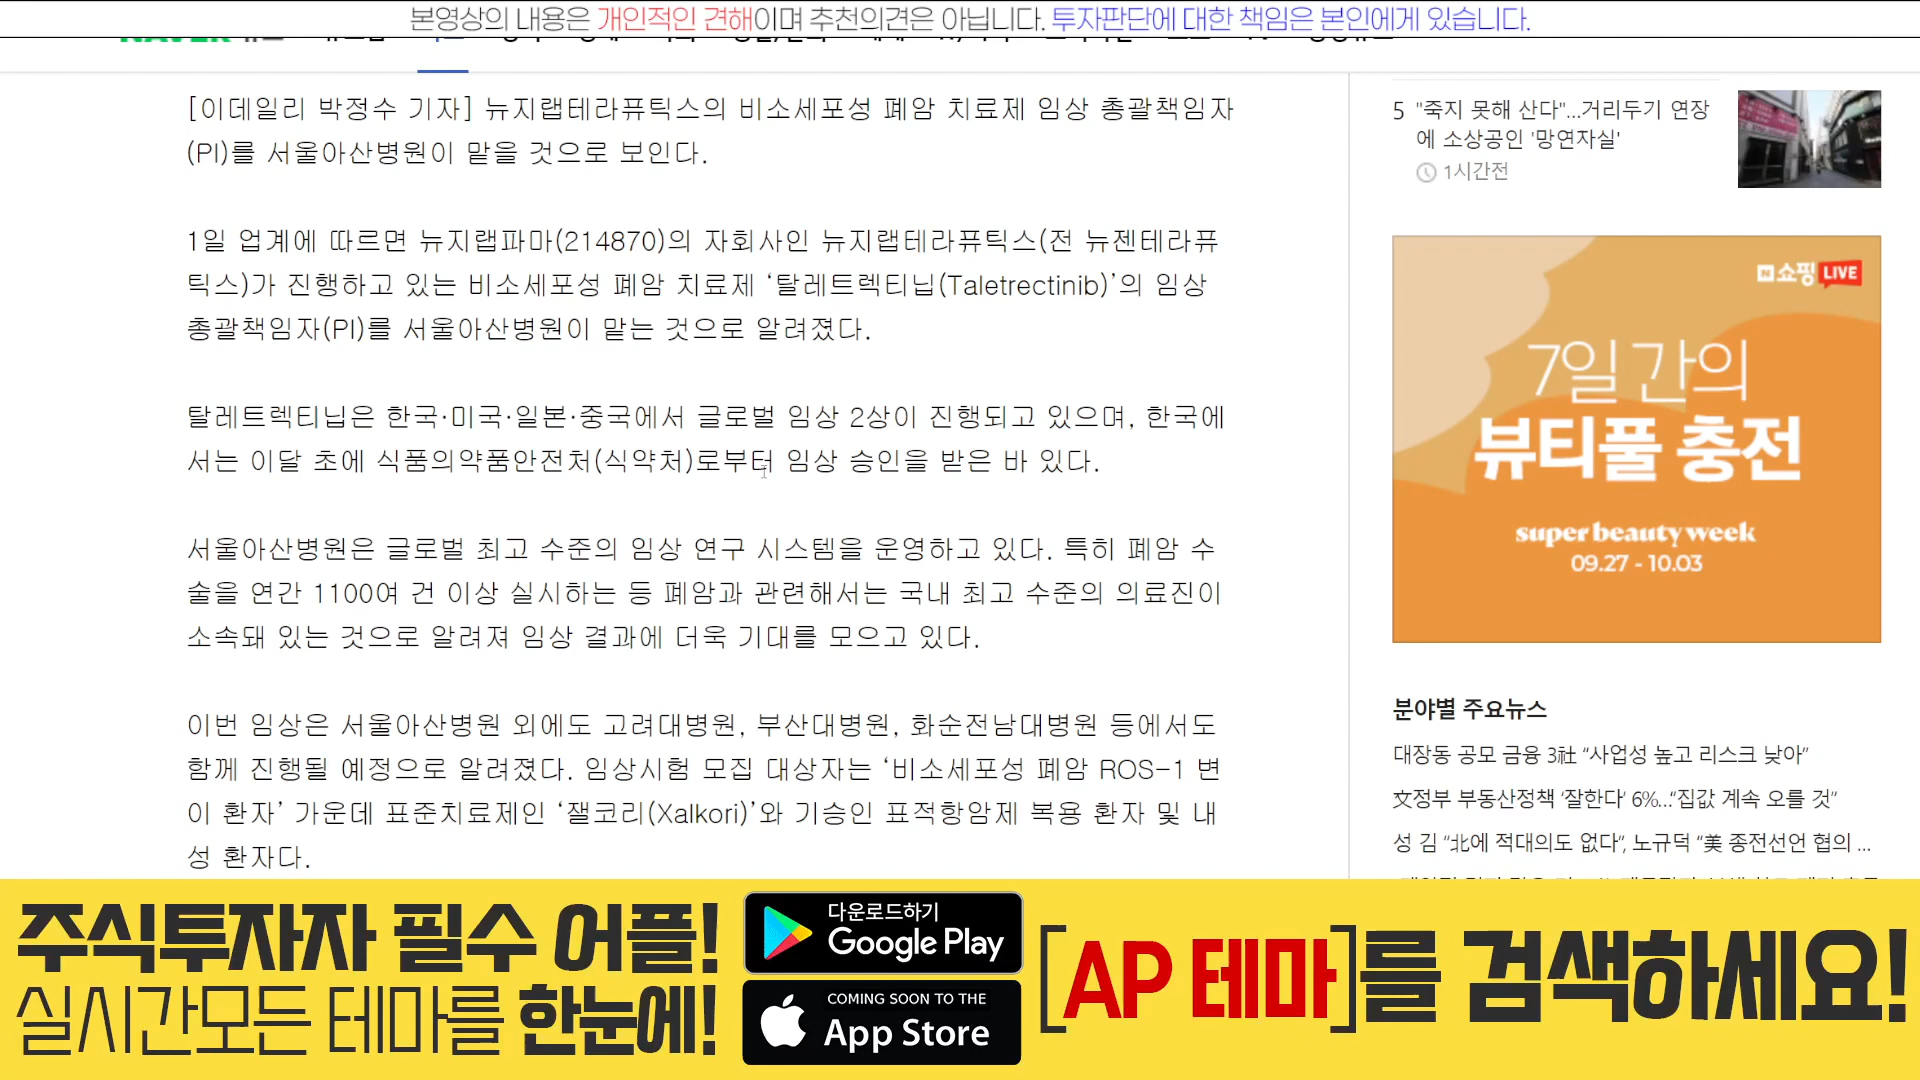 본영상의 내용은 개인적인 견해이며 추천의견은 아닙니다. 투자판단에 대한 책임은 본인에게 있습니다.
[이데일리 박정수 기자] 뉴지랩테라퓨틱스의 비소세포성 폐암 치료제 임상 총괄책임자
(PI)를 서울아산병원이 맡을 것으로 보인다.
1일 업계에 따르면 뉴지랩파마(214870)의 자회사인 뉴지랩테라퓨틱스(전 뉴젠테라퓨
틱스)가 진행하고 있는 비소세포성 폐암 치료제 ‘탈레트렉티닙(Taletrectinib)’의 임상
총괄책임자(PI)를 서울아산병원이 맡는 것으로 알려졌다.
탈레트렉티닙은 한국·미국·일본·중국에서 글로벌 임상 2상이 진행되고 있으며, 한국에
서는 이달 초에 식품의약품안전처(식약처)로부터 임상 승인을 받은 바 있다.
서울아산병원은 글로벌 최고 수준의 임상 연구 시스템을 운영하고 있다. 특히 폐암 수
술을 연간 1100여 건 이상 실시하는 등 폐암과 관련해서는 국내 최고 수준의 의료진이
소속돼 있는 것으로 알려져 임상 결과에 더욱 기대를 모으고 있다.
이번 임상은 서울아산병원 외에도 고려대병원, 부산대병원, 화순전남대병원 등에서도
함께 진행될 예정으로 알려졌다. 임상시험 모집 대상자는 ‘비소세포성 폐암 ROS-1 변
이 환자’ 가운데 표준치료제인 ‘잴코리(Xalkori)’와 기승인 표적항암제 복용 환자 및 내
성 환자다.
5 "죽지 못해 산다"...거리두기 연장
에 소상공인 '망연자실'
1시간전
N 쇼핑 LIVE
7일 간의
뷰티풀 충전
super beauty week
09.27 - 10.03
분야별 주요뉴스
대장동 공모 금융 3社 “사업성 높고 리스크 낮아”
文정부 부동산정책 ‘잘한다’ 6%...“집값 계속 오를 것”
성 김 “北에 적대의도 없다”, 노규덕 “美 종전선언 협의 ...
주식투자자 필수 어플!
실시간모든 테마를 한눈에!
다운로드하기
Google Play
COMING SOON TO THE
App Store
[AP 테마]를 검색하세요!